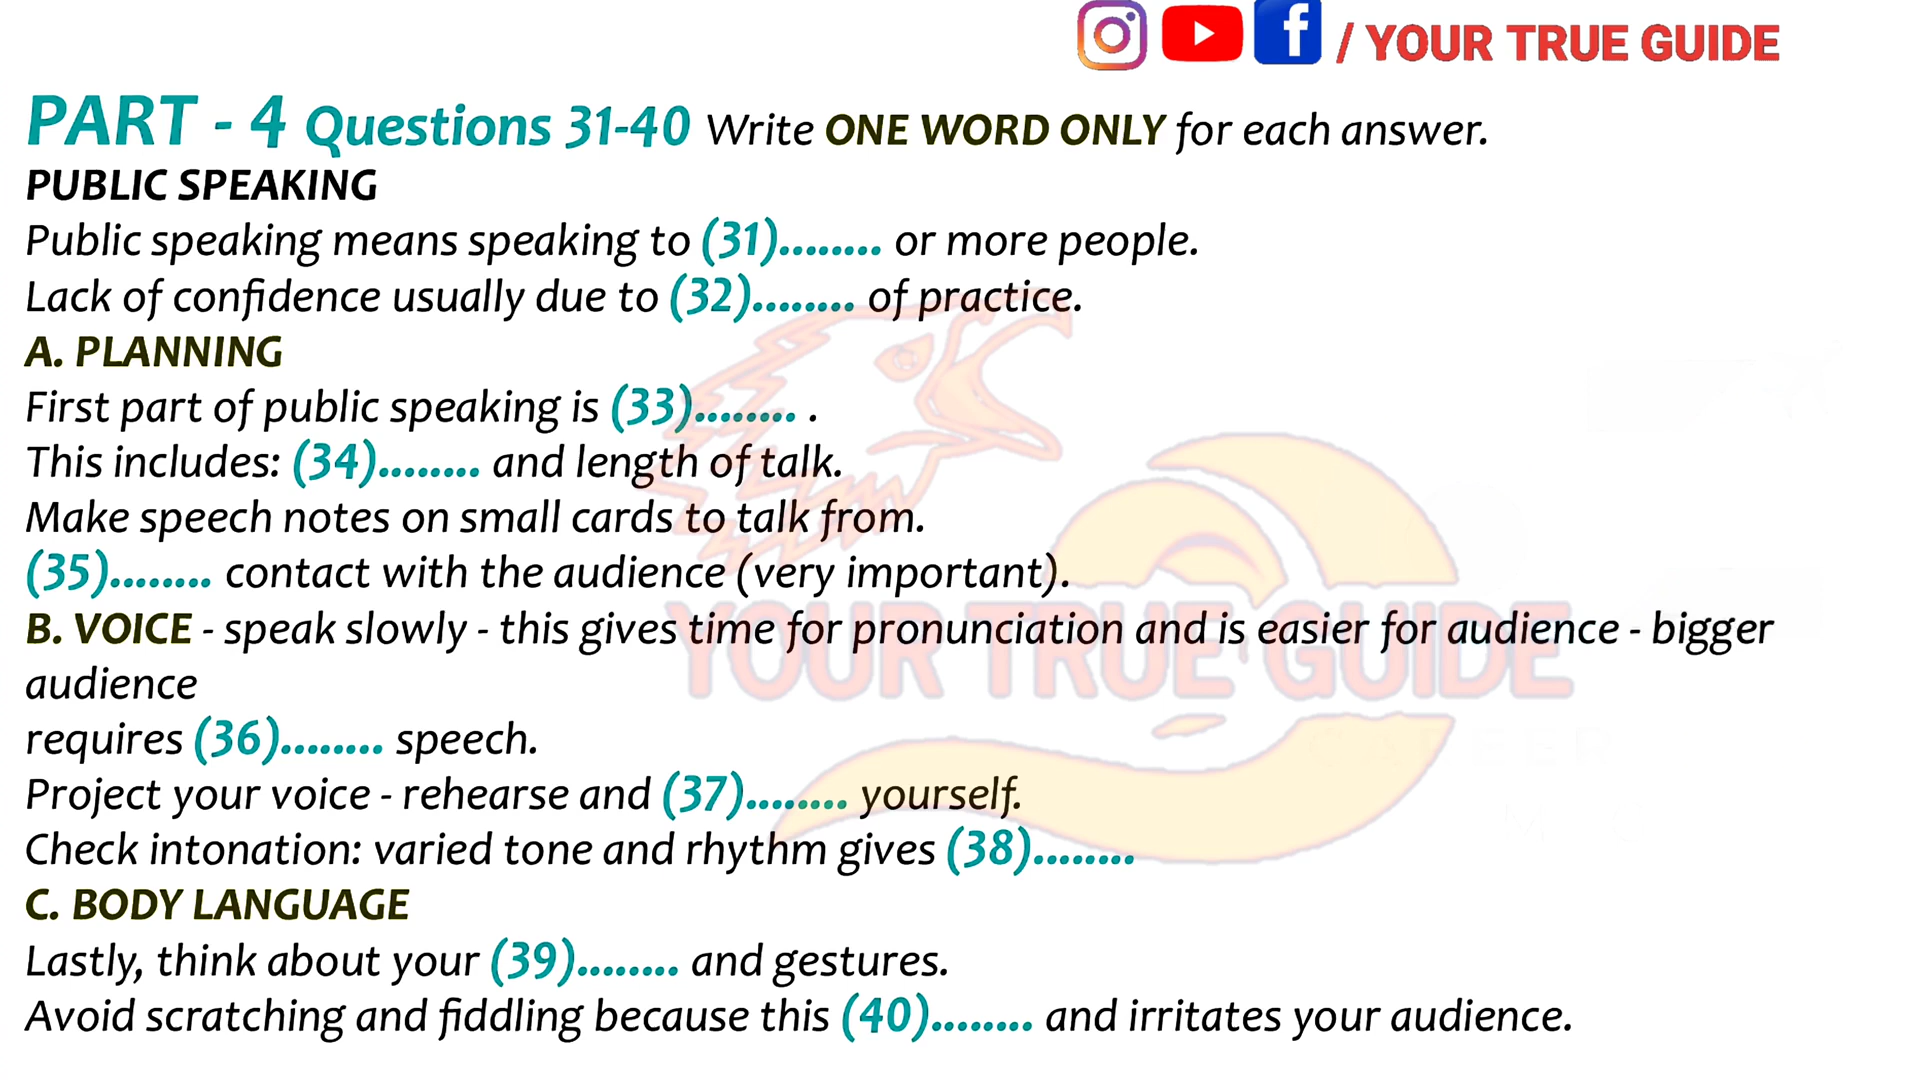 / YOUR TRUE GUIDE
PART - 4 Questions 31-40 Write ONE WORD ONLY for each answer.
PUBLIC SPEAKING
Public speaking means speaking to (31)........ or more people.
Lack of confidence usually due to (32)........ of practice.
A. PLANNING
First part of public speaking is (33)........ .
This includes: (34)........ and length of talk.
Make speech notes on small cards to talk from.
(35)........ contact with the audience (very important).
B. VOICE - speak slowly - this gives time for pronunciation and is easier for audience - bigger
audience
YOUR TRUE GUIDE
requires (36)........ speech.
Project your voice - rehearse and (37)........ yourself.
Check intonation: varied tone and rhythm gives (38)........
C. BODY LANGUAGE
Lastly, think about your (39)........ and gestures.
Avoid scratching and fiddling because this (40)........ and irritates your audience.